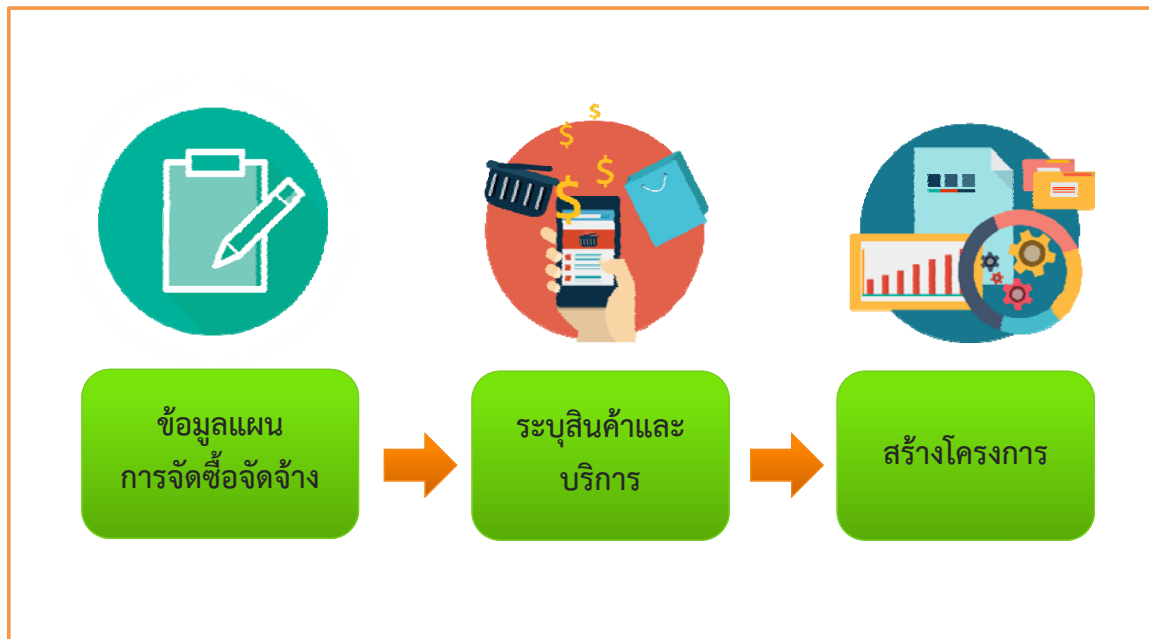 ข้อมูลแผน
การจัดซื้อจัดจ้าง
ระบุสินค้าและ
บริการ
สร้างโครงการ